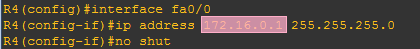 R4(config)#interface fa0/0
R4(config-if)#ip address 172.16.0.1 255.255.255.0
R4(config-if)#no shut